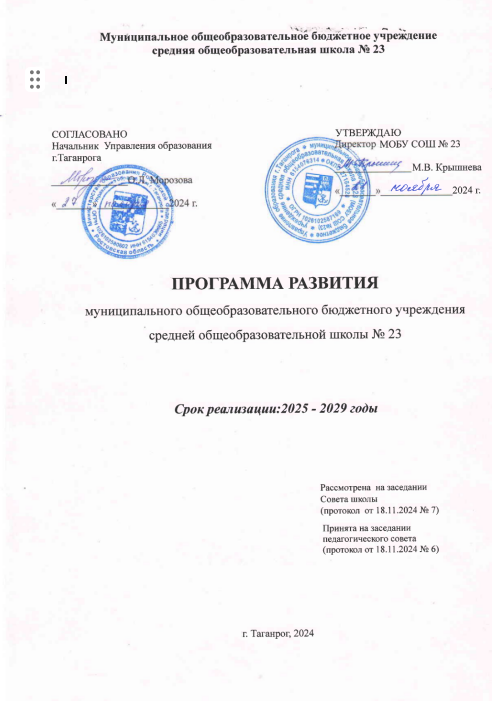 Муниципальное общеобразовательное бюджетное учреждение
средняя общеобразовательная школа № 23
СОГЛАСОВАНО
Начальник Управления образования
г.Таганрога
О.Л. Морозова
« 27 » 2024 г.
УТВЕРЖДАЮ
Директор МОБУ СОШ № 23
М.В. Крышнева
« » ноября 2024 г.
ПРОГРАММА РАЗВИТИЯ
муниципального общеобразовательного бюджетного учреждения
средней общеобразовательной школы № 23
Срок реализации:2025 - 2029 годы
Рассмотрена на заседании
Совета школы
(протокол от 18.11.2024 № 7)
Принята на заседании
педагогического совета
(протокол от 18.11.2024 № 6)
г. Таганрог, 2024